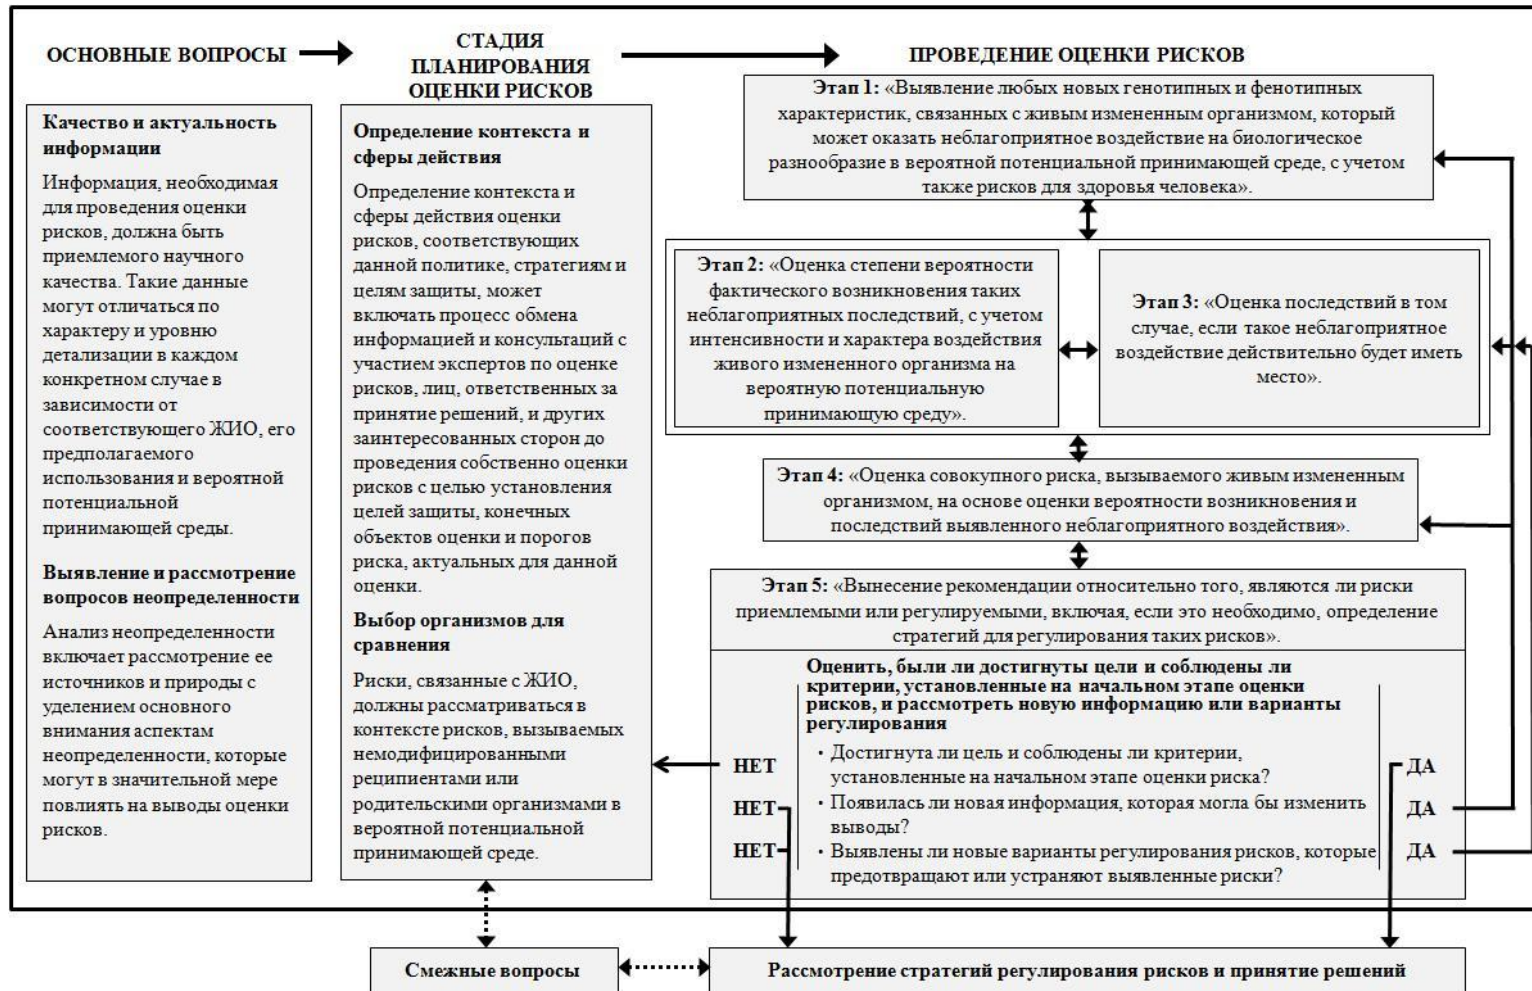 ОСНОВНЫЕ ВОПРОСЫ
СТАДИЯ
ПЛАНИРОВАНИЯ
ОЦЕНКИ РИСКОВ
ПРОВЕДЕНИЕ ОЦЕНКИ РИСКОВ
Качество и актуальность
информации
Информация, необходимая
для проведения оценки
рисков, должна быть
приемлемого научного
качества. Такие данные
могут отличаться по
характеру и уровню
детализации в каждом
конкретном случае в
зависимости от
соответствующего ЖИО, его
предполагаемого
использования и вероятной
потенциальной
принимающей среды.
Выявление и рассмотрение
вопросов неопределенности
Анализ неопределенности
включает рассмотрение ее
источников и природы с
уделением основного
внимания аспектам
неопределенности, которые
могут в значительной мере
повлиять на выводы оценки
рисков.
Определение контекста и
сферы действия
Определение контекста и
сферы действия оценки
рисков, соответствующих
данной политике, стратегиям и
целям защиты, может
включать процесс обмена
информацией и консультаций с
участием экспертов по оценке
рисков, лиц, ответственных за
принятие решений, и других
заинтересованных сторон до
проведения собственно оценки
рисков с целью установления
целей защиты, конечных
объектов оценки и порогов
риска, актуальных для данной
оценки.
Выбор организмов для
сравнения
Риски, связанные с ЖИО,
должны рассматриваться в
контексте рисков, вызываемых
немодифицированными
реципиентами или
родительскими организмами в
вероятной потенциальной
принимающей среде.
Этап 1: «Выявление любых новых генотипных и фенотипных
характеристик, связанных с живым измененным организмом, который
может оказать неблагоприятное воздействие на биологическое
разнообразие в вероятной потенциальной принимающей среде, с учетом
также рисков для здоровья человека».
Этап 2: «Оценка степени вероятности
фактического возникновения таких
неблагоприятных последствий, с учетом
интенсивности и характера воздействия
живого измененного организма на
вероятную потенциальную
принимающую среду».
Этап 3: «Оценка последствий в том
случае, если такое неблагоприятное
воздействие действительно будет иметь
место».
Этап 4: «Оценка совокупного риска, вызываемого живым измененным
организмом, на основе оценки вероятности возникновения и
последствий выявленного неблагоприятного воздействия».
Этап 5: «Вынесение рекомендации относительно того, являются ли риски
приемлемыми или регулируемыми, включая, если это необходимо, определение
стратегий для регулирования таких рисков».
Оценить, были ли достигнуты цели и соблюдены ли
критерии, установленные на начальном этапе оценки
рисков, и рассмотреть новую информацию или варианты
регулирования
НЕТ
• Достигнута ли цель и соблюдены ли критерии,
установленные на начальном этапе оценки риска?
ДА
НЕТ
• Появилась ли новая информация, которая могла бы изменить
выводы?
ДА
НЕТ
• Выявлены ли новые варианты регулирования рисков, которые
предотвращают или устраняют выявленные риски?
ДА
Смежные вопросы
Рассмотрение стратегий регулирования рисков и принятие решений